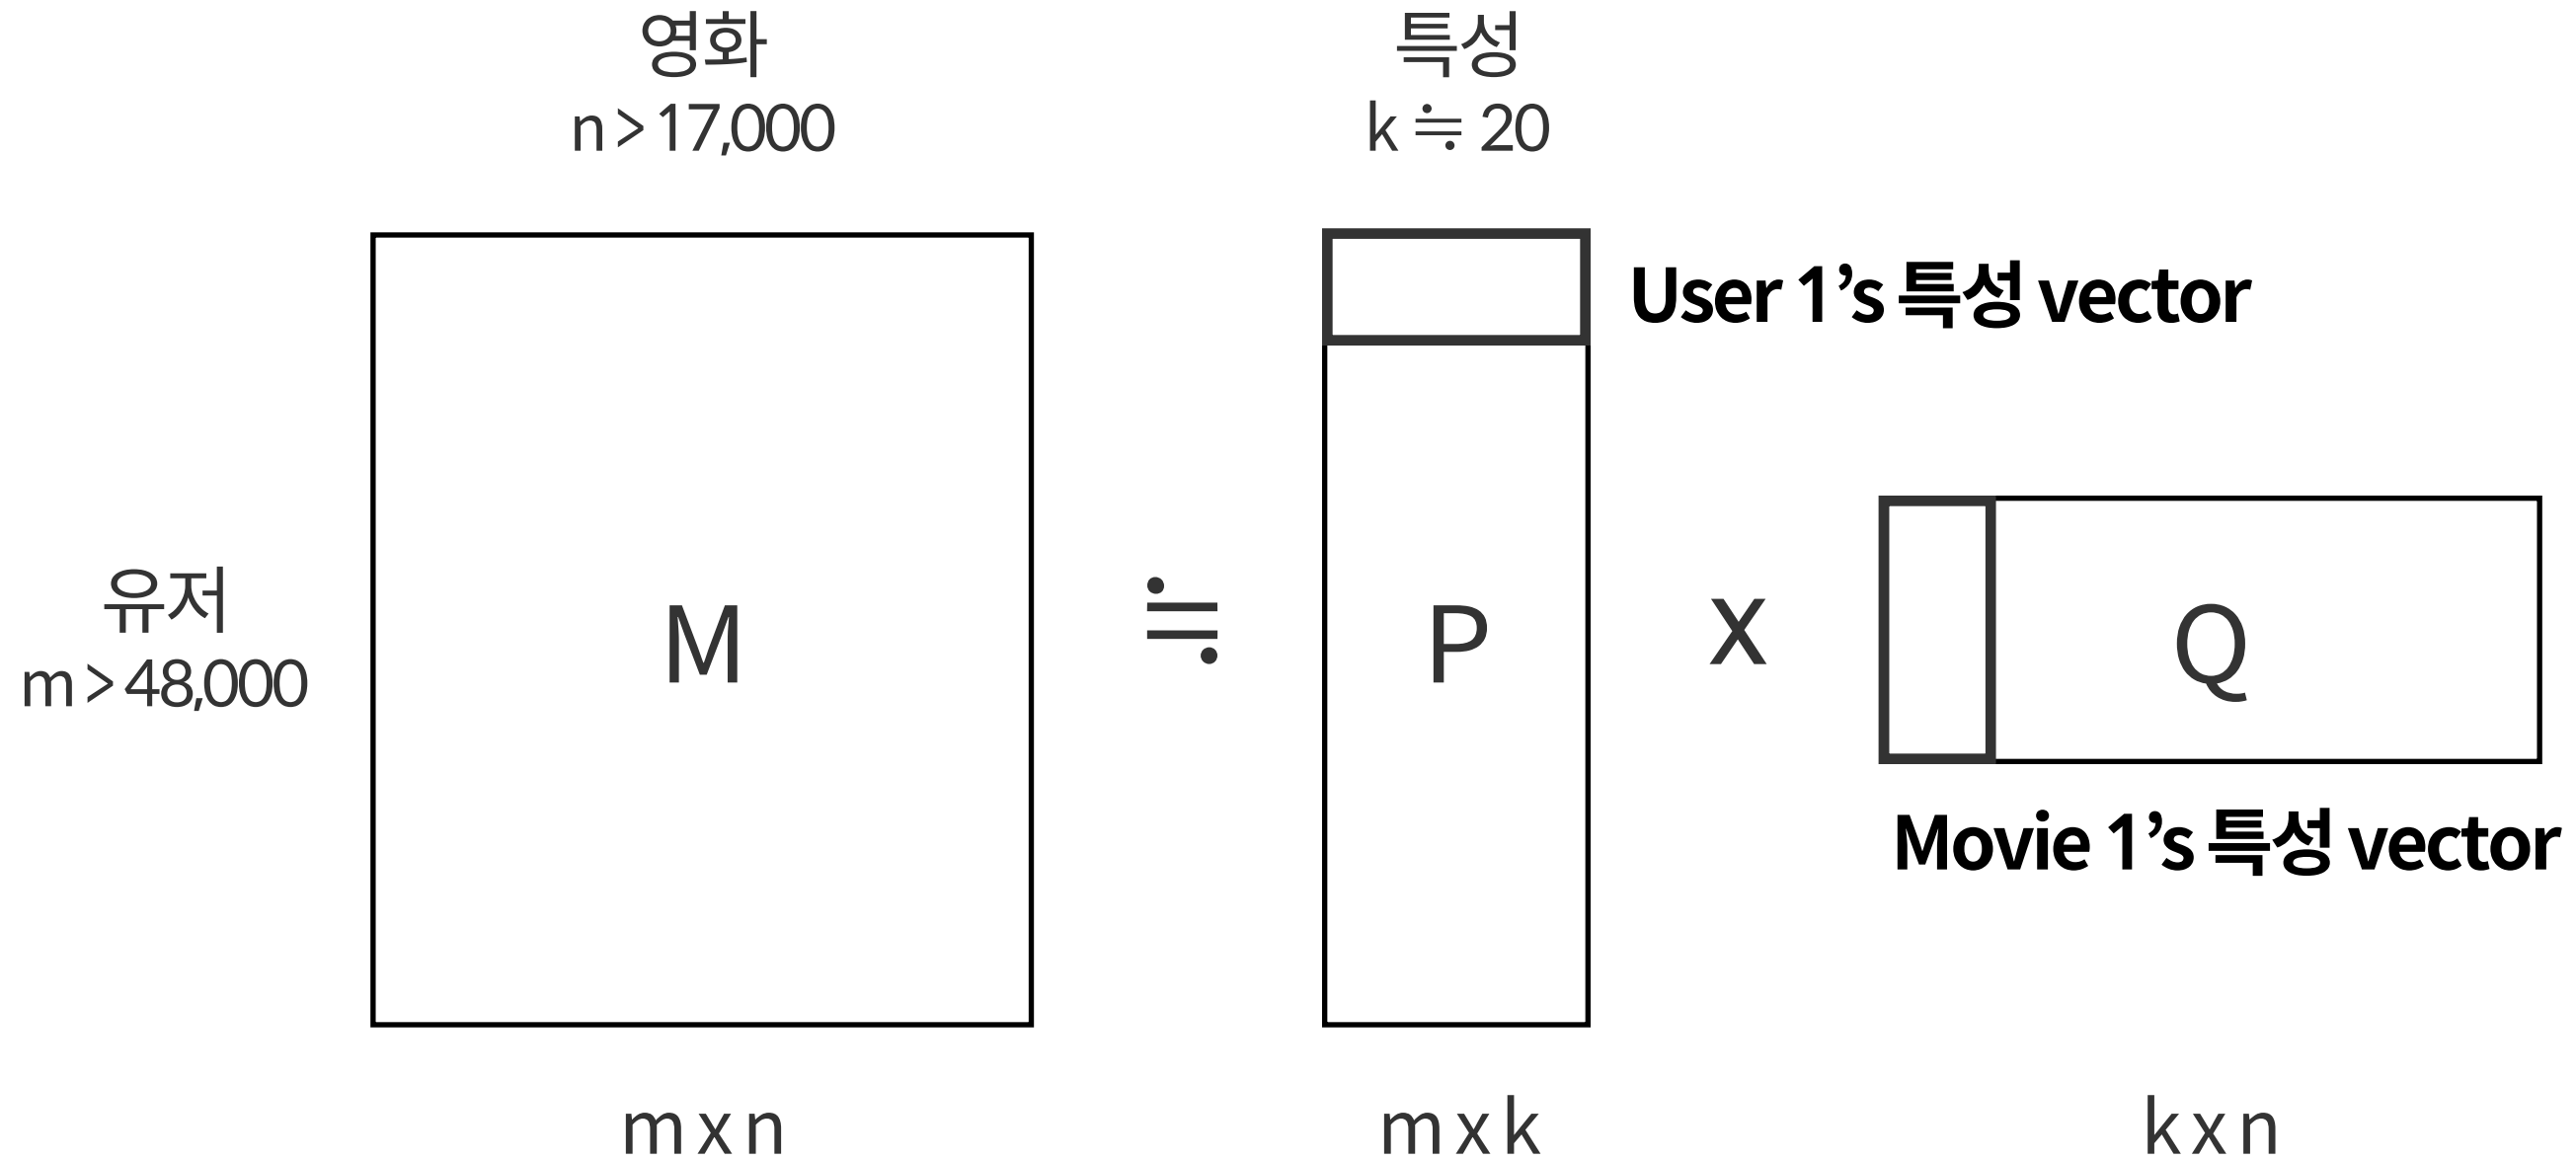 영화
n > 17,000
특성
k ≒ 20
User 1’s 특성 vector
유저
m > 48,000
M
≒
P
x
Q
Movie 1’s 특성 vector
m x n
m x k
k x n